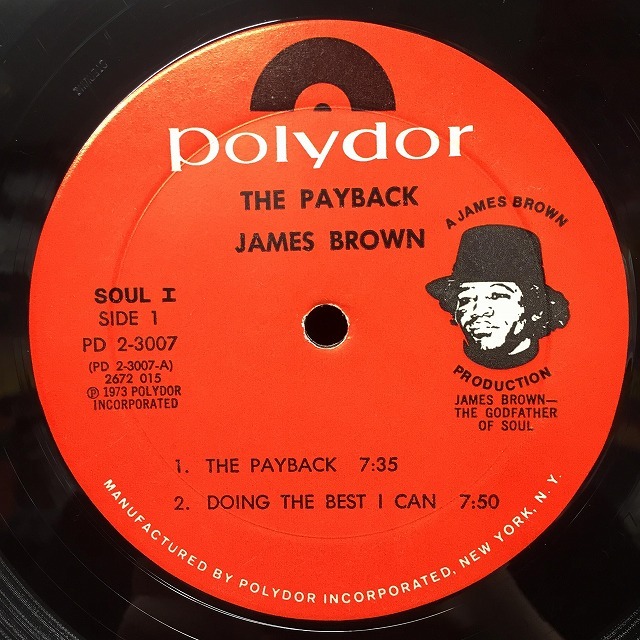 polydor
THE PAYBACK
JAMES BROWN
A JAMES BROWN
PRODUCTION
JAMES BROWN—
THE GODFATHER
OF SOUL
SOUL I
SIDE 1
PD 2-3007
(PD 2-3007-A)
2672 015
Ⓟ 1973 POLYDOR
INCORPORATED
1. THE PAYBACK 7:35
2. DOING THE BEST I CAN 7:50
MANUFACTURED BY POLYDOR INCORPORATED, NEW YORK, N. Y.